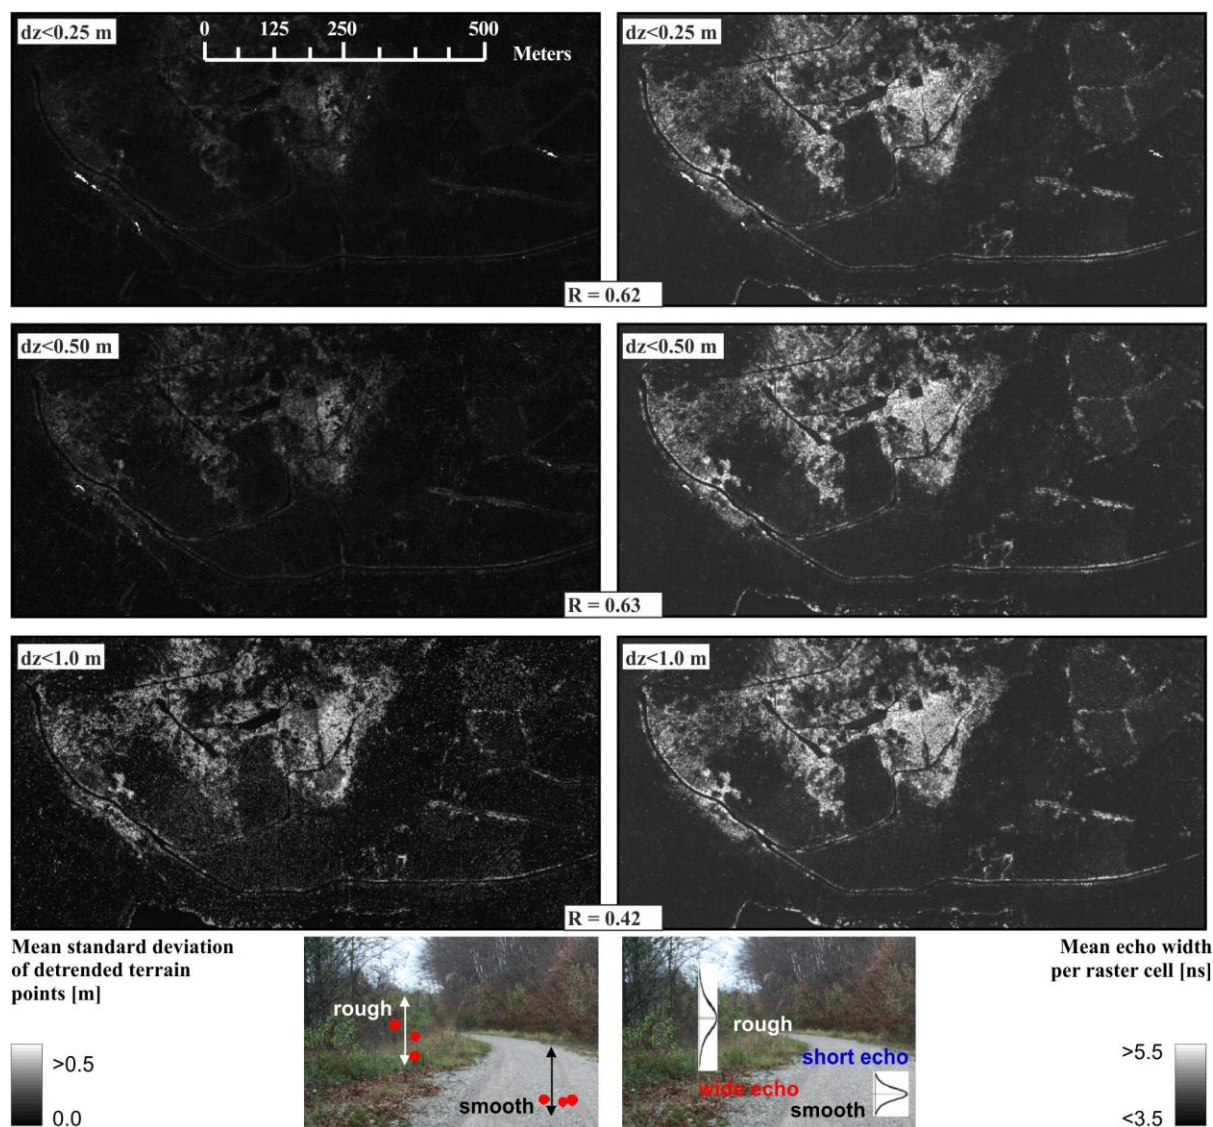 dz<0.25 m
0 125 250 500
Meters
dz<0.25 m
R = 0.62
dz<0.50 m
dz<0.50 m
R = 0.63
dz<1.0 m
dz<1.0 m
R = 0.42
Mean standard deviation
of detrended terrain
points [m]
>0.5
0.0
rough
smooth
rough
short echo
wide echo
smooth
Mean echo width
per raster cell [ns]
>5.5
<3.5